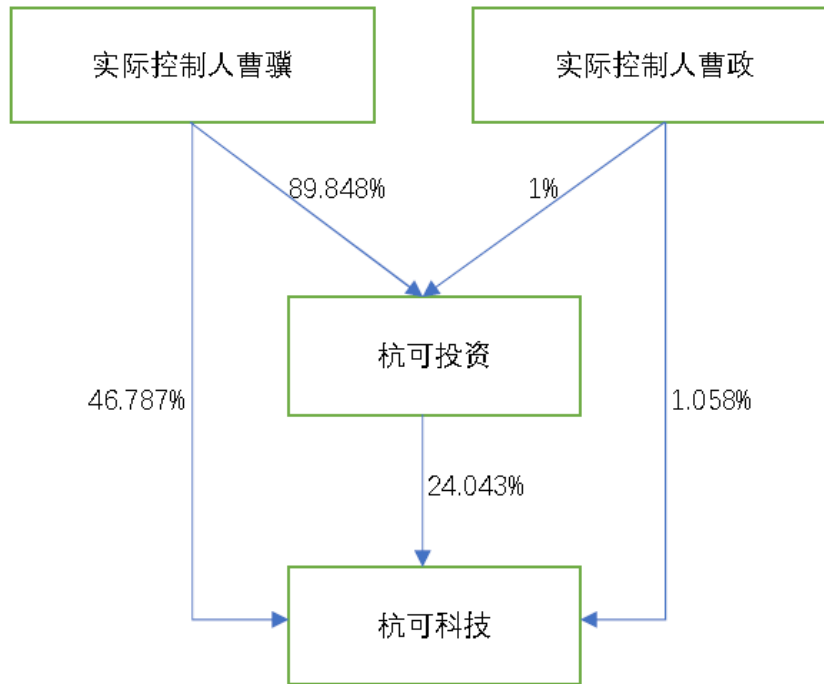 实际控制人曹骥
实际控制人曹政
89.848%
1%
杭可投资
46.787%
1.058%
24.043%
杭可科技